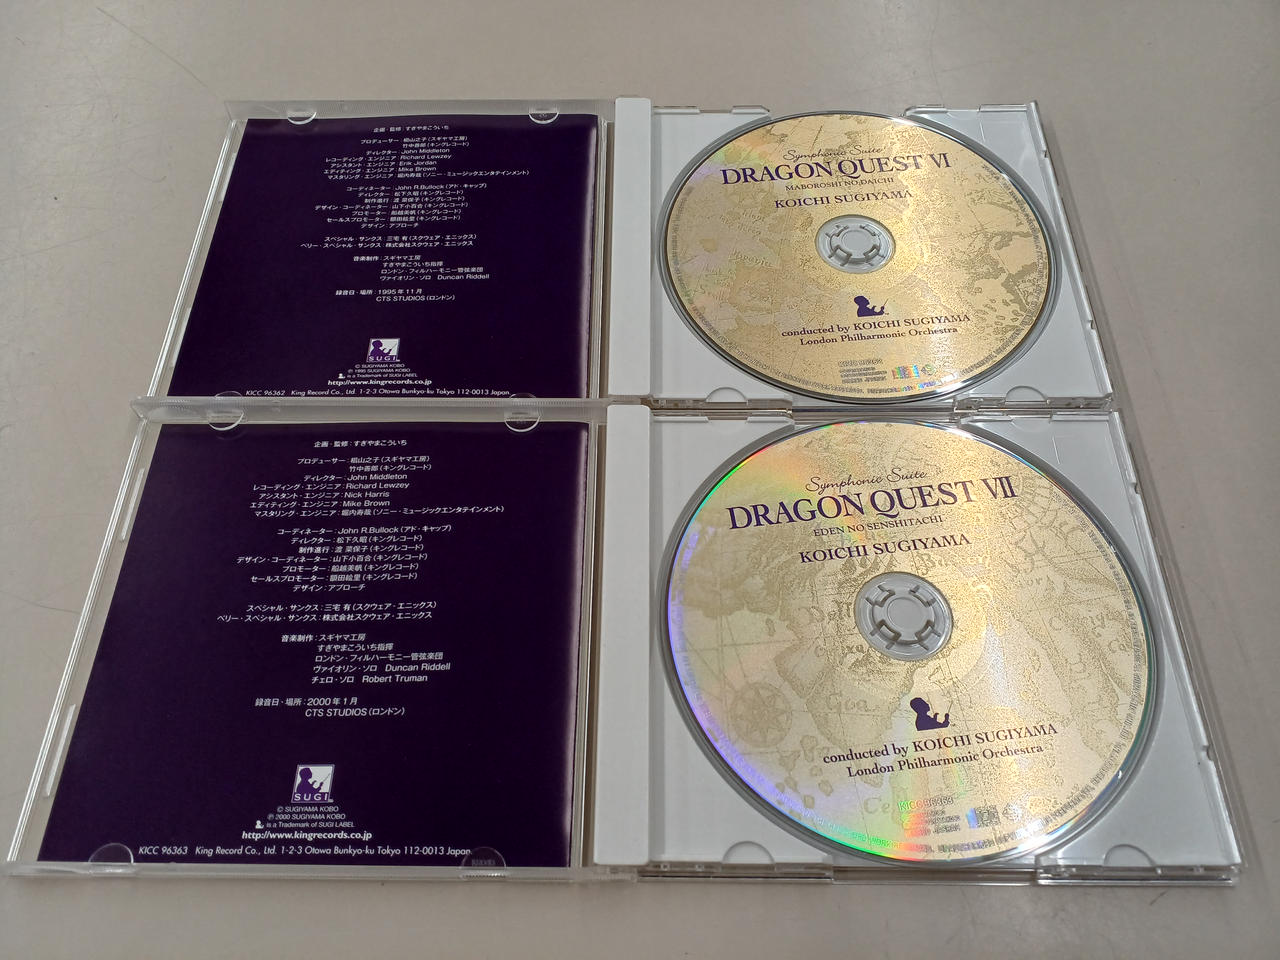 企画・監修：すぎやまこういち
プロデューサー：椙山之子（スギヤマ工房）
竹中善郎（キングレコード）
ディレクター：John Middleton
レコーディング・エンジニア：Richard Lewzey
アシスタント・エンジニア：Erik Jordan
エディティング・エンジニア：Mike Brown
マスタリング・エンジニア：堀内寿哉（ソニー・ミュージックエンタテインメント）
コーディネーター：John R.Bullock（アド・キャップ）
ディレクター：松下久昭（キングレコード）
制作進行：渡 菜保子（キングレコード）
デザイン・コーディネーター：山下小百合（キングレコード）
プロモーター：船越美帆（キングレコード）
セールスプロモーター：額田絵里（キングレコード）
デザイン：アプローチ
スペシャル・サンクス：三宅 有（スクウェア・エニックス）
ベリー・スペシャル・サンクス：株式会社スクウェア・エニックス
音楽制作：スギヤマ工房
すぎやまこういち指揮
ロンドン・フィルハーモニー管弦楽団
ヴァイオリン・ソロ Duncan Riddell
録音日・場所：1995年11月
CTS STUDIOS（ロンドン）
SUGI
© SUGIYAMA KOBO
℗ 1995 SUGIYAMA KOBO
is a Trademark of SUGI LABEL
http://www.kingrecords.co.jp
KICC 96362 King Record Co., Ltd. 1-2-3 Otowa Bunkyo-ku Tokyo 112-0013 Japan
Symphonic Suite
DRAGON QUEST VI
MABOROSHI NO DAICHI
KOICHI SUGIYAMA
conducted by KOICHI SUGIYAMA
London Philharmonic Orchestra
KICC 96362
企画・監修：すぎやまこういち
プロデューサー：椙山之子（スギヤマ工房）
竹中善郎（キングレコード）
ディレクター：John Middleton
レコーディング・エンジニア：Richard Lewzey
アシスタント・エンジニア：Nick Harris
エディティング・エンジニア：Mike Brown
マスタリング・エンジニア：堀内寿哉（ソニー・ミュージックエンタテインメント）
コーディネーター：John R.Bullock（アド・キャップ）
ディレクター：松下久昭（キングレコード）
制作進行：渡 菜保子（キングレコード）
デザイン・コーディネーター：山下小百合（キングレコード）
プロモーター：船越美帆（キングレコード）
セールスプロモーター：額田絵里（キングレコード）
デザイン：アプローチ
スペシャル・サンクス：三宅 有（スクウェア・エニックス）
ベリー・スペシャル・サンクス：株式会社スクウェア・エニックス
音楽制作：スギヤマ工房
すぎやまこういち指揮
ロンドン・フィルハーモニー管弦楽団
ヴァイオリン・ソロ Duncan Riddell
チェロ・ソロ Robert Truman
録音日・場所：2000年1月
CTS STUDIOS（ロンドン）
SUGI
© SUGIYAMA KOBO
℗ 2000 SUGIYAMA KOBO
is a Trademark of SUGI LABEL
http://www.kingrecords.co.jp
KICC 96363 King Record Co., Ltd. 1-2-3 Otowa Bunkyo-ku Tokyo 112-0013 Japan
Symphonic Suite
DRAGON QUEST VII
EDEN NO SENSHITACHI
KOICHI SUGIYAMA
conducted by KOICHI SUGIYAMA
London Philharmonic Orchestra
KICC 96363